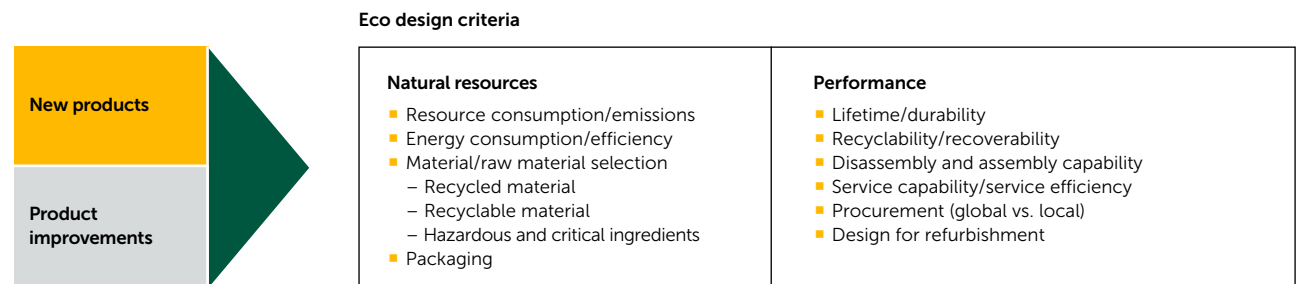 Eco design criteria
New products
Product
improvements
Natural resources
▪ Resource consumption/emissions
▪ Energy consumption/efficiency
▪ Material/raw material selection
– Recycled material
– Recyclable material
– Hazardous and critical ingredients
▪ Packaging
Performance
▪ Lifetime/durability
▪ Recyclability/recoverability
▪ Disassembly and assembly capability
▪ Service capability/service efficiency
▪ Procurement (global vs. local)
▪ Design for refurbishment